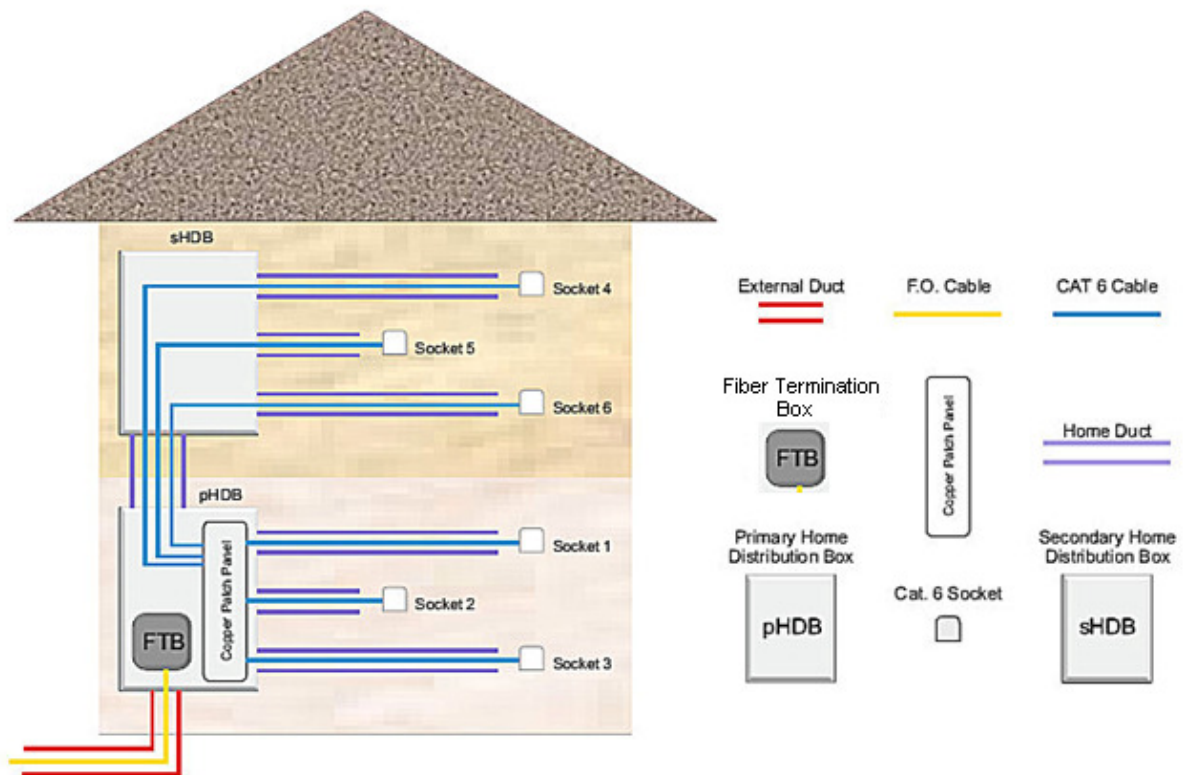 sHDB
Socket 4
Socket 5
Socket 6
pHDB
Copper Patch Panel
Socket 1
Socket 2
Socket 3
FTB
External Duct
F.O. Cable
CAT 6 Cable
Fiber Termination
Box
FTB
Copper Patch Panel
Home Duct
Primary Home
Distribution Box
pHDB
Cat. 6 Socket
Secondary Home
Distribution Box
sHDB